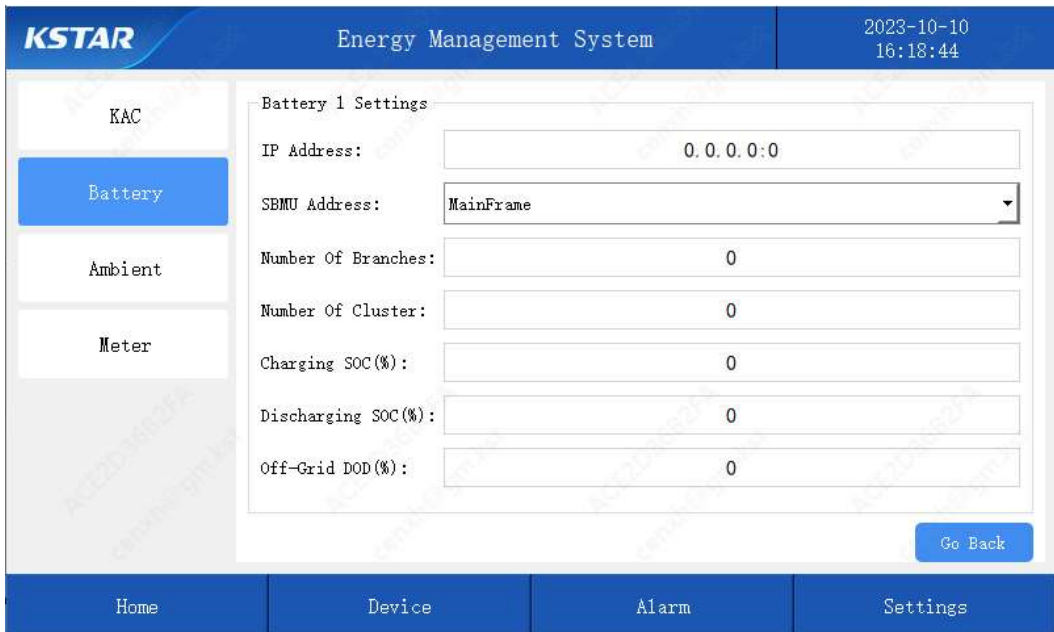 KSTAR
Energy Management System
2023-10-10
16:18:44
KAC
Battery
Ambient
Meter
Battery 1 Settings
IP Address: 0.0.0.0:0
SBMU Address: MainFrame
Number Of Branches: 0
Number Of Cluster: 0
Charging SOC(%): 0
Discharging SOC(%): 0
Off-Grid DOD(%): 0
Go Back
Home Device Alarm Settings